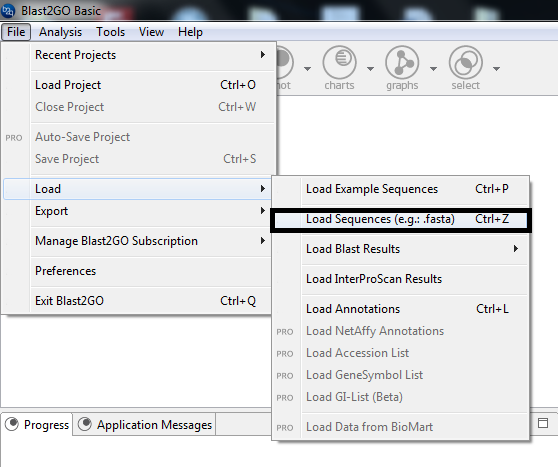 Blast2GO Basic
File Analysis Tools View Help
Recent Projects
Load Project Ctrl+O
Close Project Ctrl+W
PRO Auto-Save Project
Save Project Ctrl+S
Load
Export
Manage Blast2GO Subscription
Preferences
Exit Blast2GO Ctrl+Q
not charts graphs select
Load Example Sequences Ctrl+P
Load Sequences (e.g.: .fasta) Ctrl+Z
Load Blast Results
Load InterProScan Results
Load Annotations Ctrl+L
PRO Load NetAffy Annotations
PRO Load Accession List
PRO Load GeneSymbol List
PRO Load GI-List (Beta)
PRO Load Data from BioMart
Progress Application Messages